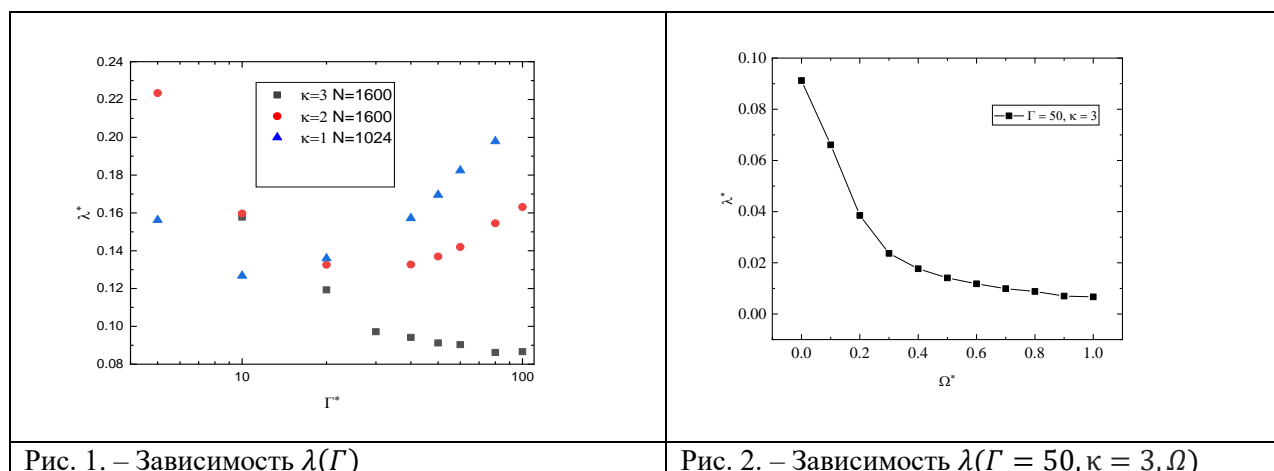 0.24
0.22
0.20
0.18
0.16
0.14
0.12
0.10
0.08
λ*
κ=3 N=1600
κ=2 N=1600
κ=1 N=1024
10
100
Γ*
0.10
0.08
0.06
0.04
0.02
0.00
λ*
Γ = 50, κ = 3
0.0 0.2 0.4 0.6 0.8 1.0
Ω*
Рис. 1. – Зависимость λ(Γ)
Рис. 2. – Зависимость λ(Γ = 50, κ = 3, Ω)